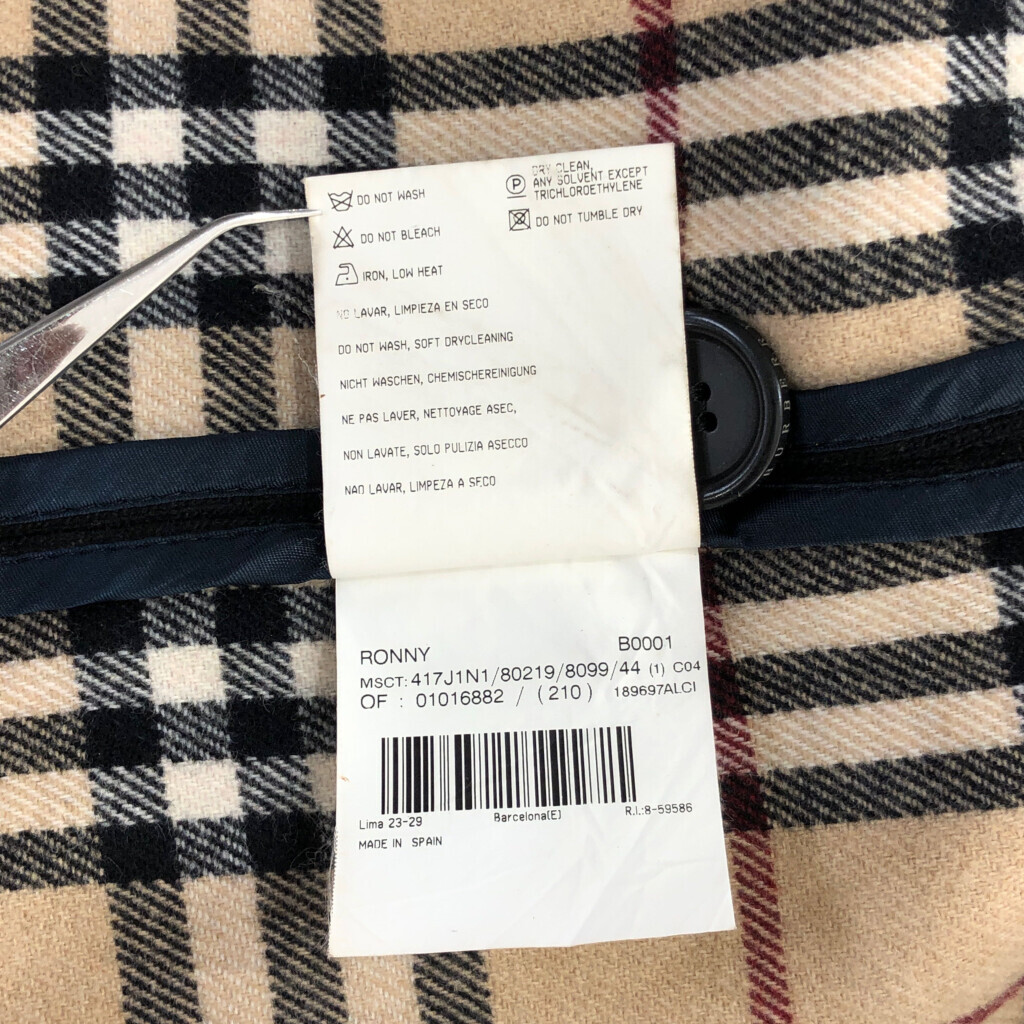 DO NOT WASH
DO NOT BLEACH
IRON, LOW HEAT
P
DRY CLEAN,
ANY SOLVENT EXCEPT
TRICHLOROETHYLENE
DO NOT TUMBLE DRY
NO LAVAR, LIMPIEZA EN SECO
DO NOT WASH, SOFT DRYCLEANING
NICHT WASCHEN, CHEMISCHEREINIGUNG
NE PAS LAVER, NETTOYAGE ASEC,
NON LAVATE, SOLO PULIZIA ASECCO
NAO LAVAR, LIMPEZA A SECO
RONNY B0001
MSCT: 417J1N1/80219/8099/44 (1) C04
OF : 01016882 / (210) 189697ALCI
Lima 23-29 Barcelona(E) R.I.:8-59586
MADE IN SPAIN